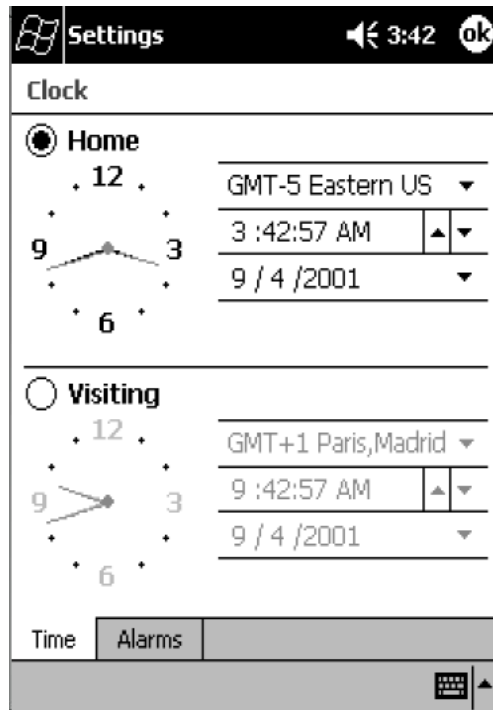 Settings 3:42 ok
Clock
Home
12
9 3
6
GMT-5 Eastern US
3 :42:57 AM
9 / 4 /2001
Visiting
12
9 3
6
GMT+1 Paris,Madrid
9 :42:57 AM
9 / 4 /2001
Time Alarms